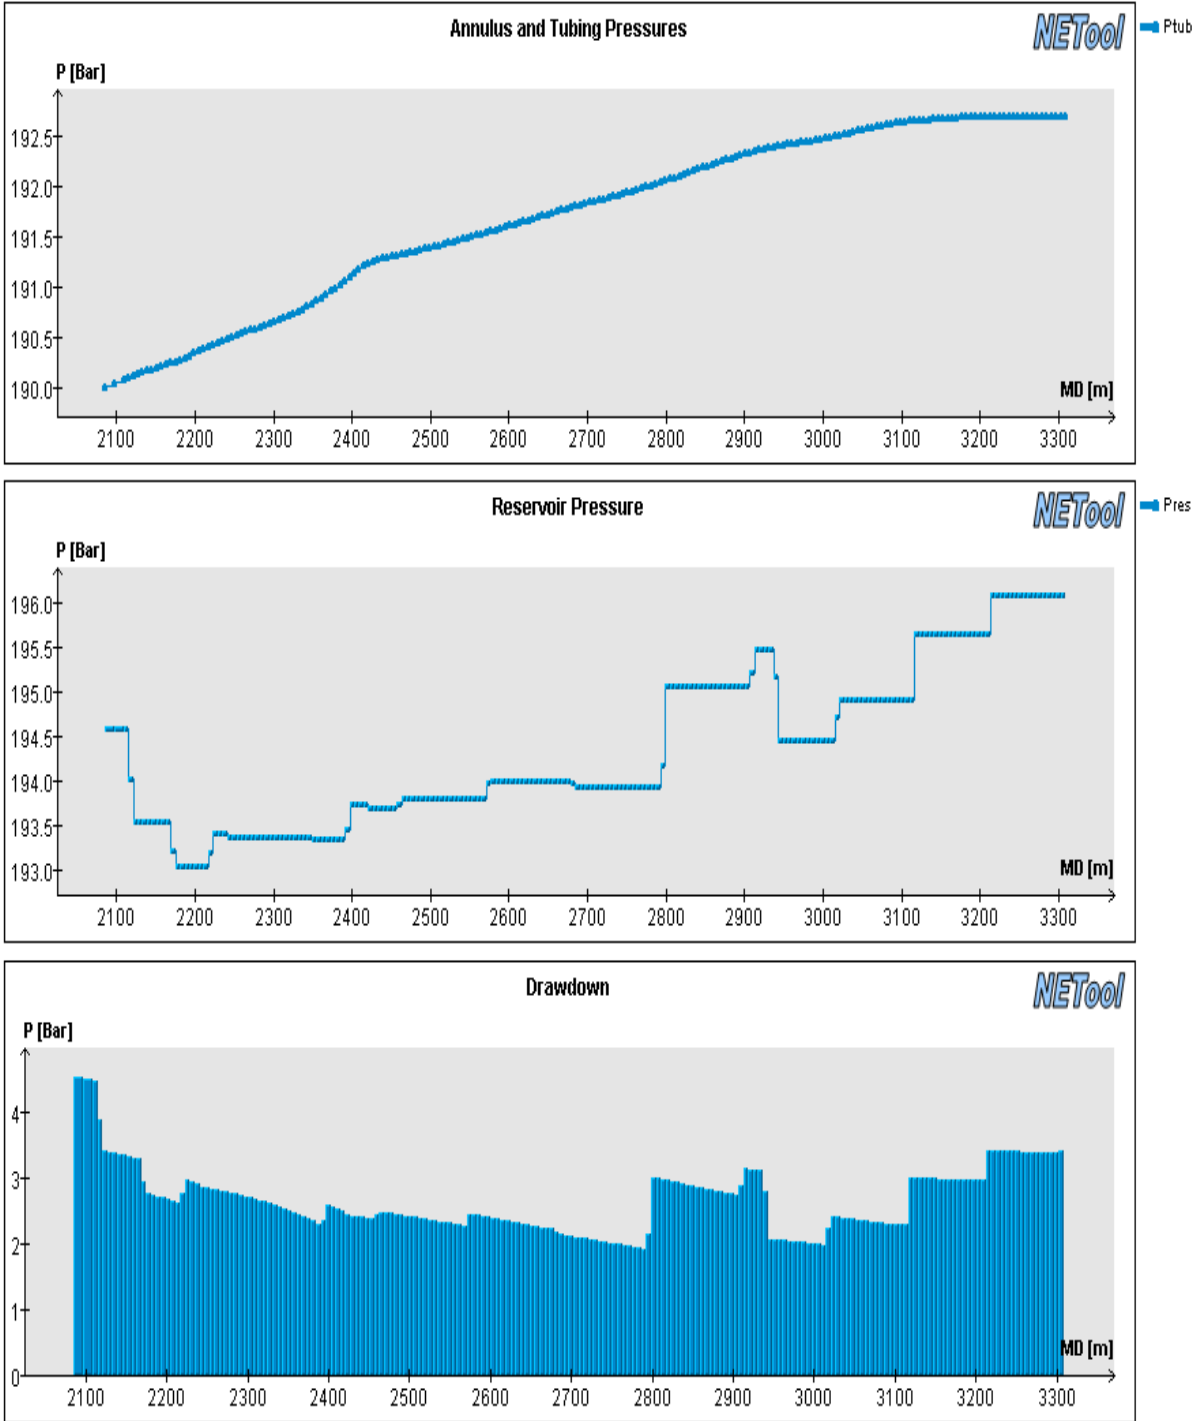 Annulus and Tubing Pressures
NETool
Ptub
P [Bar]
192.5
192.0
191.5
191.0
190.5
190.0
MD [m]
2100 2200 2300 2400 2500 2600 2700 2800 2900 3000 3100 3200 3300
Reservoir Pressure
NETool
Pres
P [Bar]
196.0
195.5
195.0
194.5
194.0
193.5
193.0
MD [m]
2100 2200 2300 2400 2500 2600 2700 2800 2900 3000 3100 3200 3300
Drawdown
NETool
P [Bar]
4
3
2
1
0
MD [m]
2100 2200 2300 2400 2500 2600 2700 2800 2900 3000 3100 3200 3300